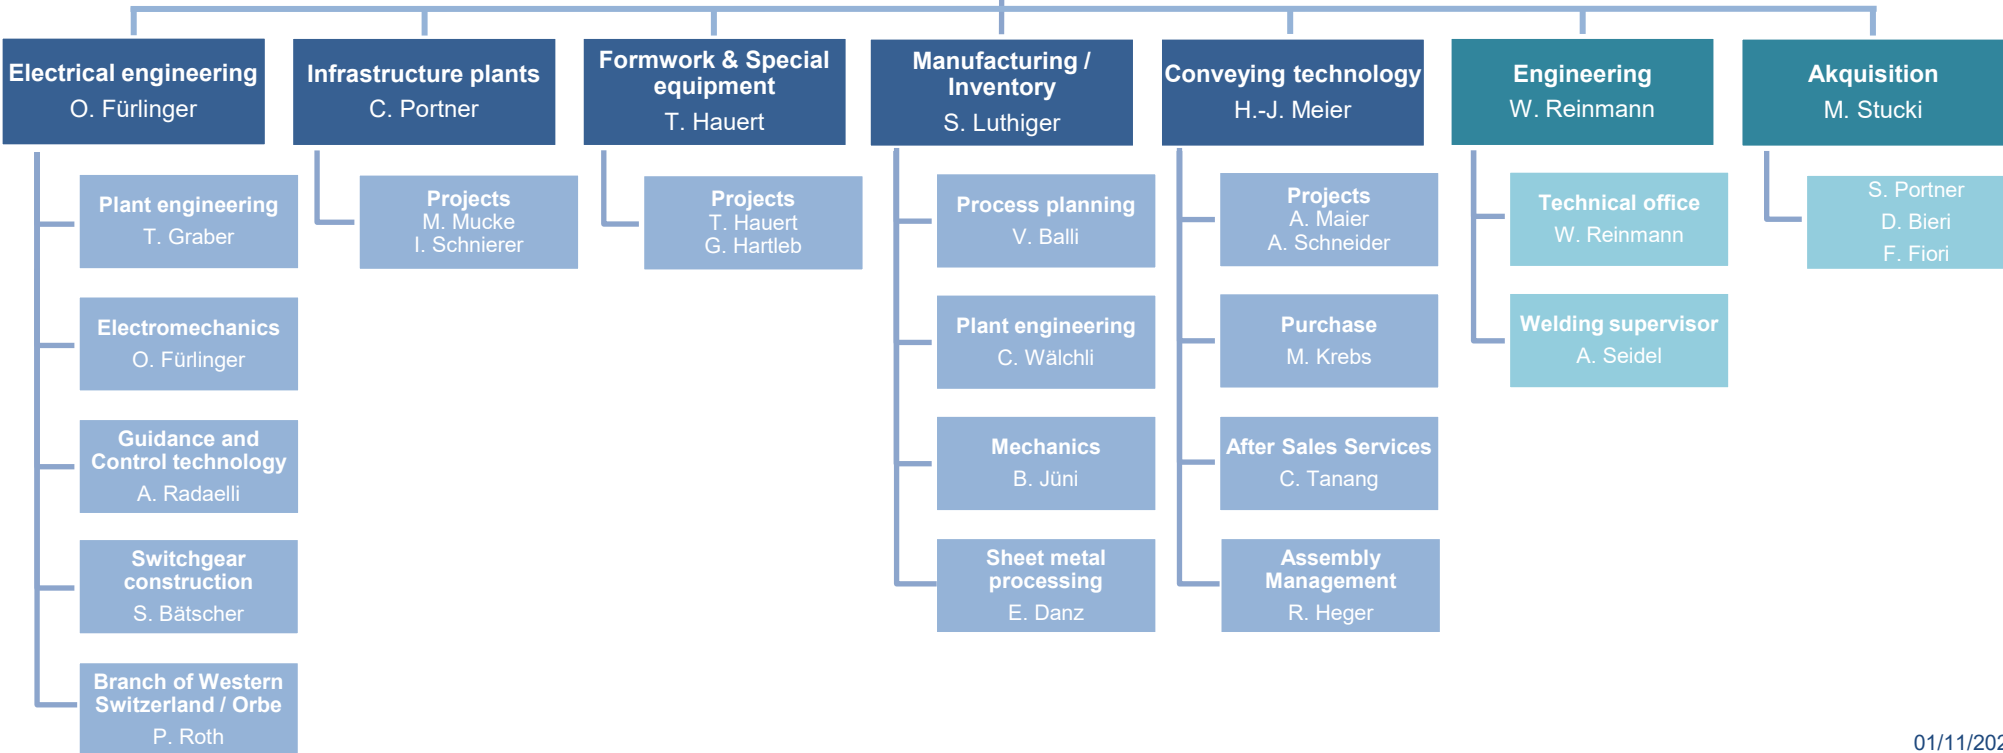 Electrical engineering
O. Fürlinger
Infrastructure plants
C. Portner
Formwork & Special
equipment
T. Hauert
Manufacturing /
Inventory
S. Luthiger
Conveying technology
H.-J. Meier
Engineering
W. Reinmann
Akquisition
M. Stucki
Plant engineering
T. Graber
Electromechanics
O. Fürlinger
Guidance and
Control technology
A. Radaelli
Switchgear
construction
S. Bätscher
Branch of Western
Switzerland / Orbe
P. Roth
Projects
M. Mucke
I. Schnierer
Projects
T. Hauert
G. Hartleb
Process planning
V. Balli
Plant engineering
C. Wälchli
Mechanics
B. Jüni
Sheet metal
processing
E. Danz
Projects
A. Maier
A. Schneider
Purchase
M. Krebs
After Sales Services
C. Tanang
Assembly
Management
R. Heger
Technical office
W. Reinmann
Welding supervisor
A. Seidel
S. Portner
D. Bieri
F. Fiori
01/11/202